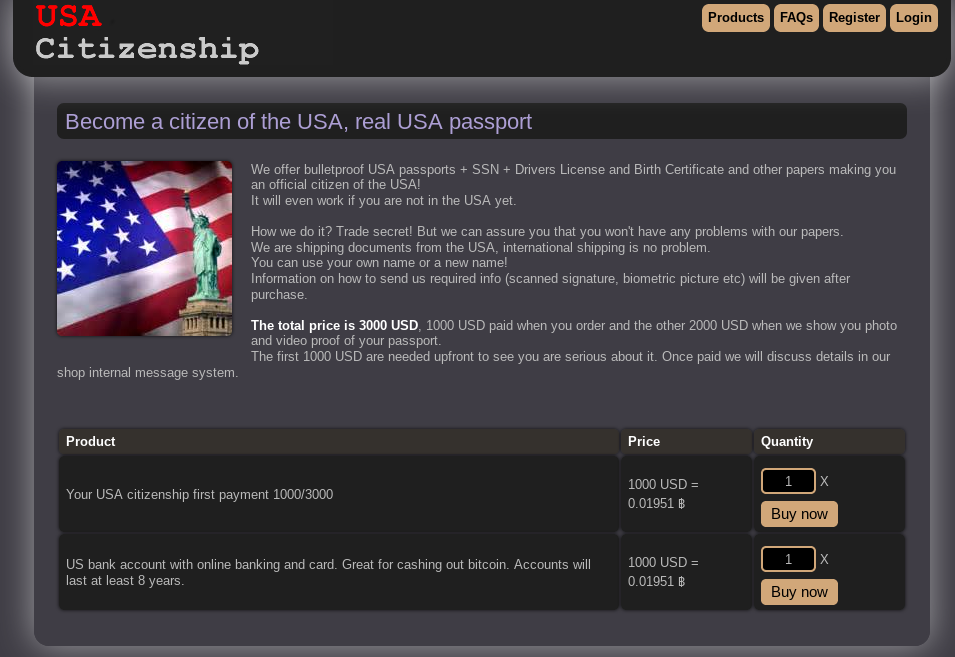 USA
Citizenship
Products FAQs Register Login
Become a citizen of the USA, real USA passport
We offer bulletproof USA passports + SSN + Drivers License and Birth Certificate and other papers making you
an official citizen of the USA!
It will even work if you are not in the USA yet.
How we do it? Trade secret! But we can assure you that you won't have any problems with our papers.
We are shipping documents from the USA, international shipping is no problem.
You can use your own name or a new name!
Information on how to send us required info (scanned signature, biometric picture etc) will be given after
purchase.
The total price is 3000 USD, 1000 USD paid when you order and the other 2000 USD when we show you photo
and video proof of your passport.
The first 1000 USD are needed upfront to see you are serious about it. Once paid we will discuss details in our
shop internal message system.
Product Price Quantity
Your USA citizenship first payment 1000/3000
1000 USD =
0.01951 ฿
1 X
Buy now
US bank account with online banking and card. Great for cashing out bitcoin. Accounts will
last at least 8 years.
1000 USD =
0.01951 ฿
1 X
Buy now